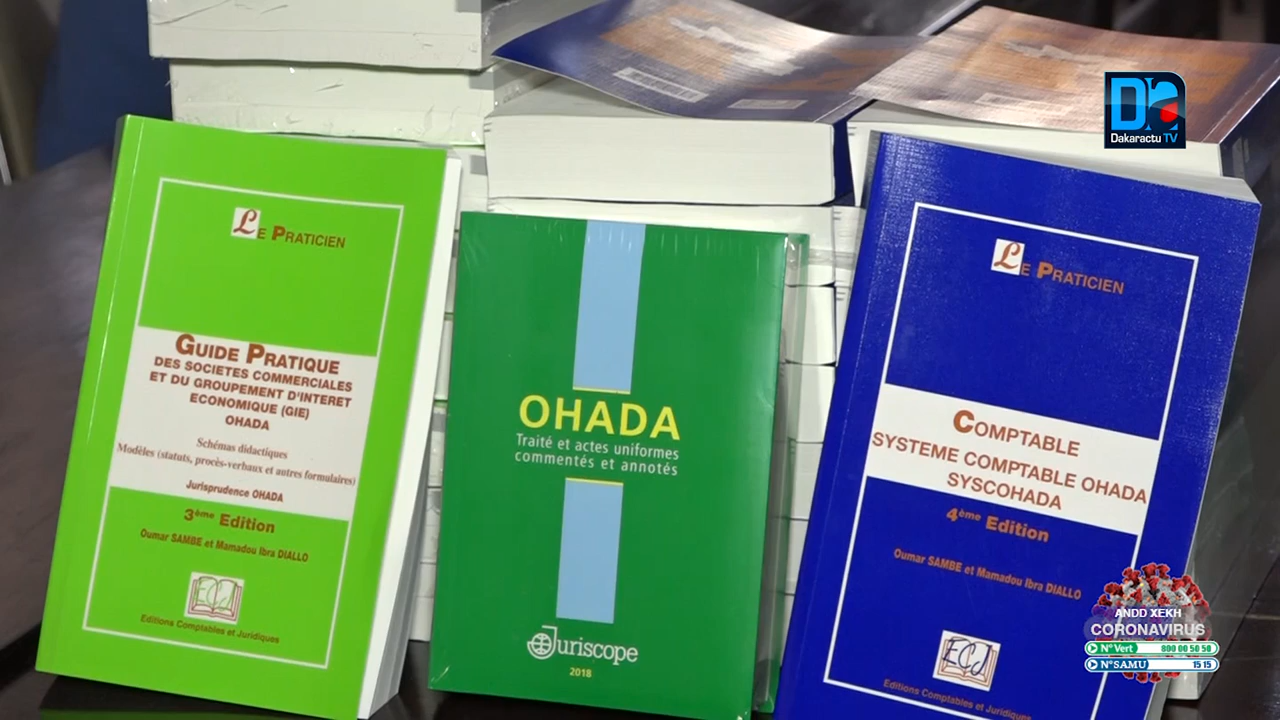 LE PRATICIEN
GUIDE PRATIQUE
DES SOCIETES COMMERCIALES
ET DU GROUPEMENT D'INTERET
ECONOMIQUE (GIE)
OHADA
Schémas didactiques
Modèles (statuts, procès-verbaux et autres formulaires)
Jurisprudence OHADA
3ème Edition
Oumar SAMBE et Mamadou Ibra DIALLO
ECJ
Editions Comptables et Juridiques
OHADA
Traité et actes uniformes
commentés et annotés
Juriscope
2018
LE PRATICIEN
COMPTABLE
SYSTEME COMPTABLE OHADA
SYSCOHADA
4ème Edition
Oumar SAMBE et Mamadou Ibra DIALLO
ECJ
Editions Comptables et Juridiques
Da
Dakaractu TV
ANDD XEKH
CORONAVIRUS
N° Vert 800 00 50 50
N° SAMU 15 15